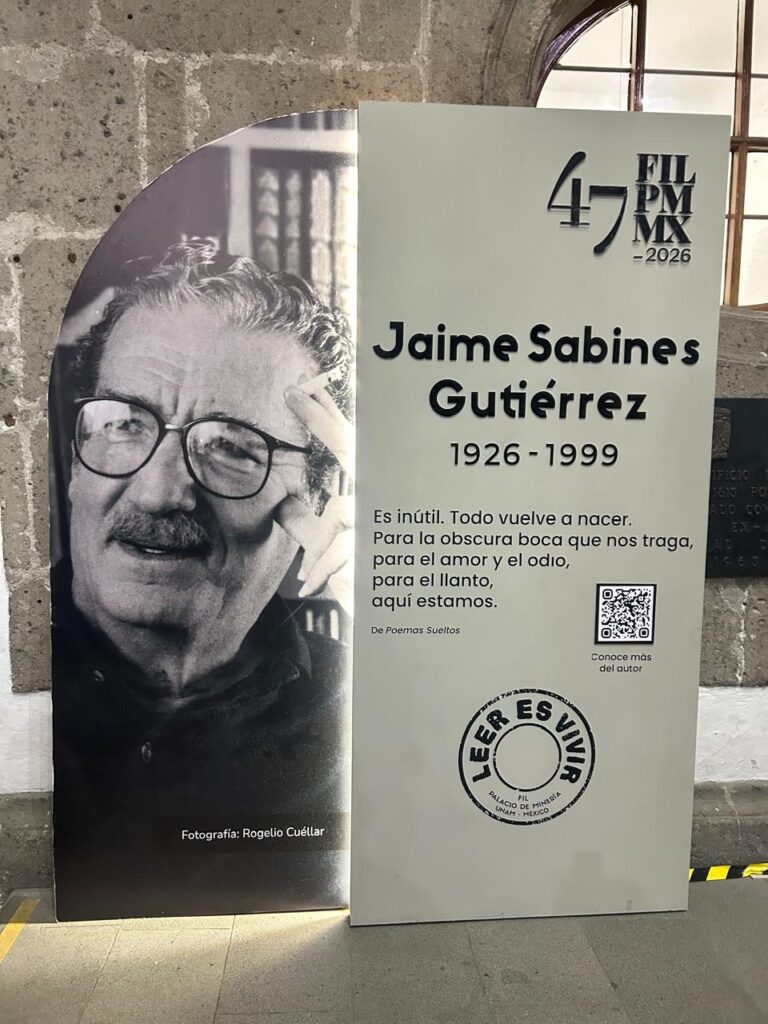 47 FIL
PM
MX
-2026
Jaime Sabines
Gutiérrez
1926 - 1999
Es inútil. Todo vuelve a nacer.
Para la obscura boca que nos traga,
para el amor y el odio,
para el llanto,
aquí estamos.
De Poemas Sueltos
Conoce más
del autor
LEER ES VIVIR
FIL
PALACIO DE MINERÍA
UNAM - MÉXICO
Fotografía: Rogelio Cuéllar